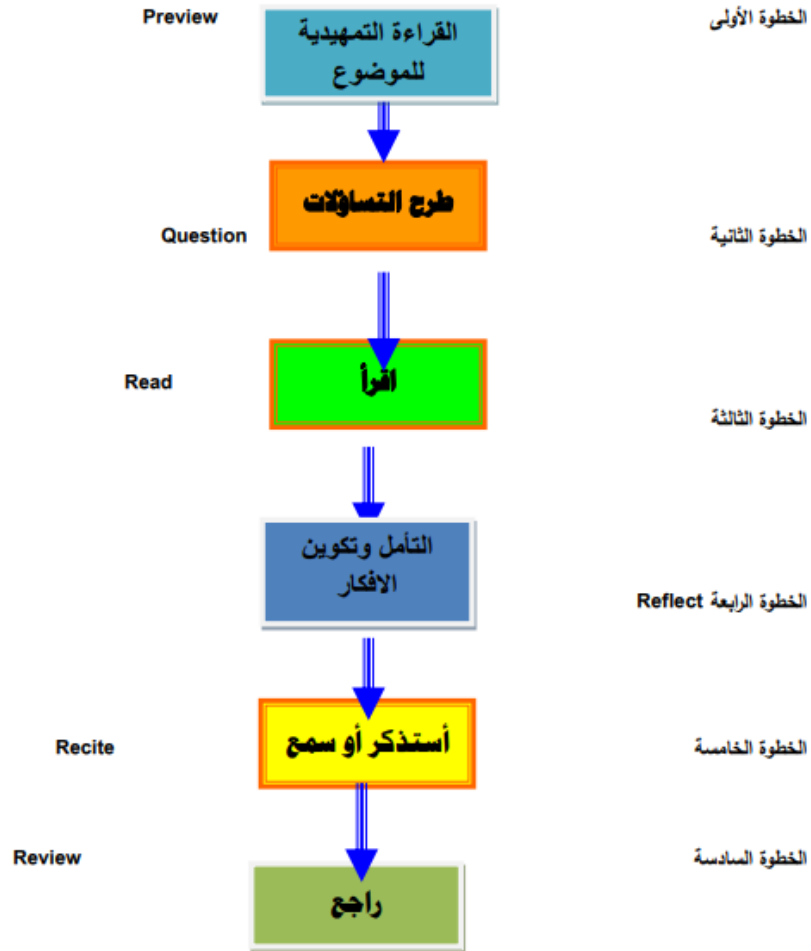 الخطوة الأولى
القراءة التمهيدية
للموضوع
Preview
الخطوة الثانية
طرح التساؤلات
Question
الخطوة الثالثة
اقرأ
Read
الخطوة الرابعة Reflect
التأمل وتكوين
الافكار
الخطوة الخامسة
أستذكر أو سمع
Recite
الخطوة السادسة
راجع
Review